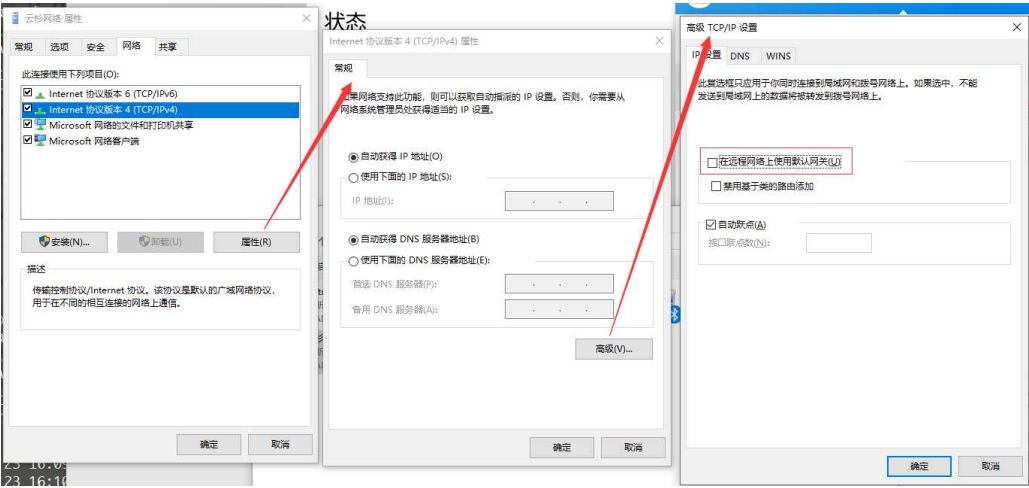 云杉网络 属性
常规 选项 安全 网络 共享
此连接使用下列项目(O):
Internet 协议版本 6 (TCP/IPv6)
Internet 协议版本 4 (TCP/IPv4)
Microsoft 网络的文件和打印机共享
Microsoft 网络客户端
安装(N)... 卸载(U) 属性(R)
描述
传输控制协议/Internet 协议。该协议是默认的广域网络协议，
用于在不同的相互连接的网络上通信。
确定 取消
23 16:09
23 16:10
状态
Internet 协议版本 4 (TCP/IPv4) 属性
常规
如果网络支持此功能，则可以获取自动指派的 IP 设置。否则，你需要从
网络系统管理员处获得适当的 IP 设置。
自动获得 IP 地址(O)
使用下面的 IP 地址(S):
IP 地址(I):
自动获得 DNS 服务器地址(B)
使用下面的 DNS 服务器地址(E):
首选 DNS 服务器(P):
备用 DNS 服务器(A):
高级(V)...
确定 取消
高级 TCP/IP 设置
IP 设置 DNS WINS
此复选框只应用于你同时连接到局域网和拨号网络上。如果选中，不能
发送到局域网上的数据将被转发到拨号网络上。
在远程网络上使用默认网关(U)
禁用基于类的路由添加
自动跃点(A)
接口跃点数(N):
确定 取消